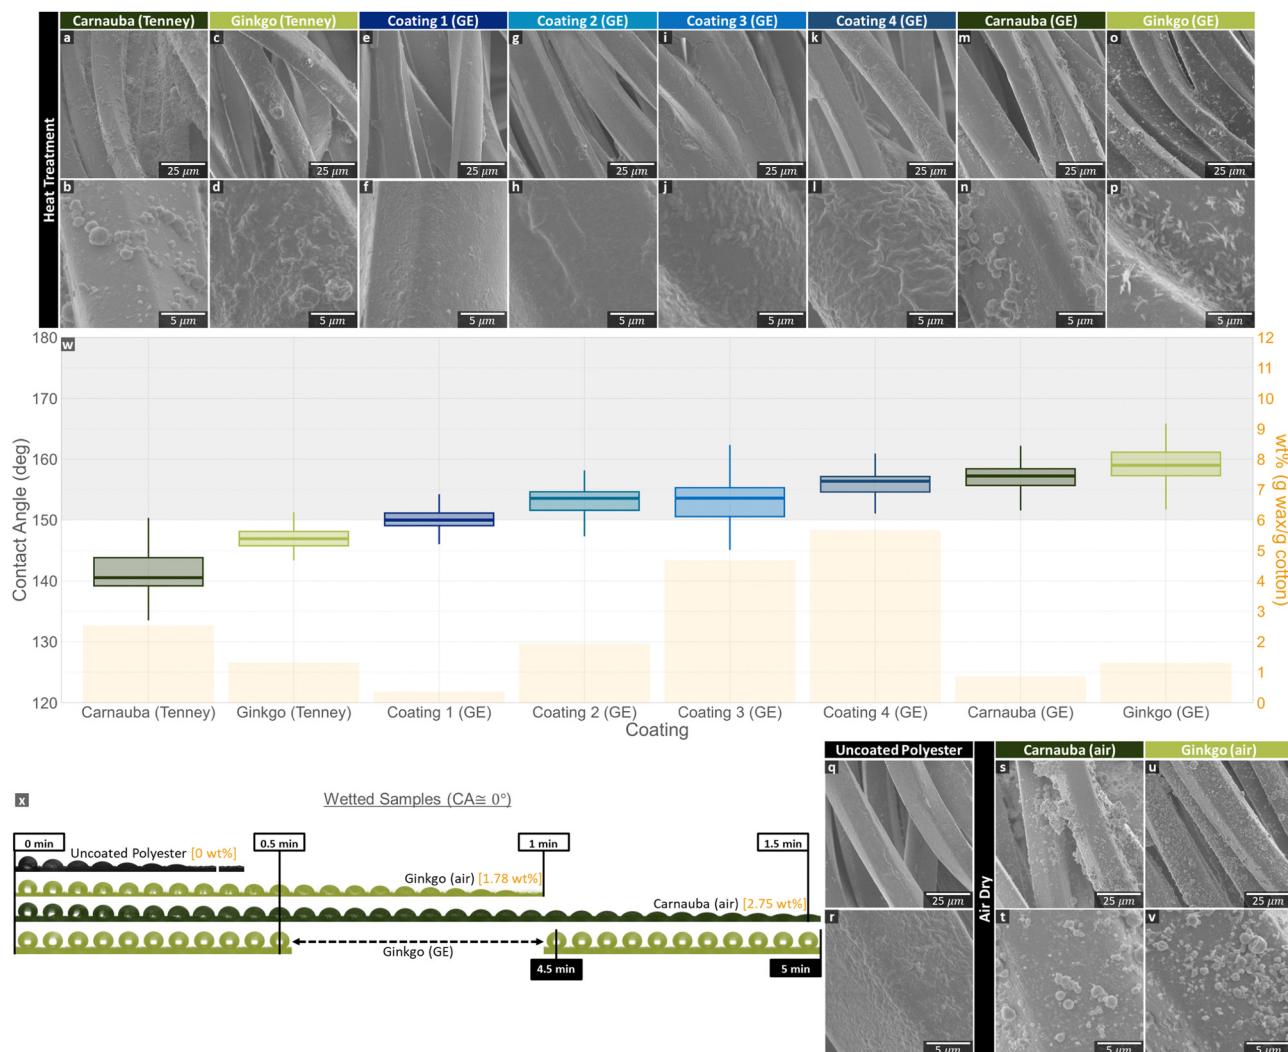 Carnauba (Tenney) Ginkgo (Tenney) Coating 1 (GE) Coating 2 (GE) Coating 3 (GE) Coating 4 (GE) Carnauba (GE) Ginkgo (GE)
Heat Treatment
a c e g i k m o
25 μm 25 μm 25 μm 25 μm 25 μm 25 μm 25 μm 25 μm
b d f h j l n p
5 μm 5 μm 5 μm 5 μm 5 μm 5 μm 5 μm 5 μm
w
Contact Angle (deg)
180
170
160
150
140
130
120
12
11
10
9
8
7
6
5
4
3
2
1
0
wt% (g wax/g cotton)
Carnauba (Tenney) Ginkgo (Tenney) Coating 1 (GE) Coating 2 (GE) Coating 3 (GE) Coating 4 (GE) Carnauba (GE) Ginkgo (GE)
Coating
x
Wetted Samples (CA≅ 0°)
0 min 0.5 min 1 min 1.5 min
Uncoated Polyester [0 wt%]
Ginkgo (air) [1.78 wt%]
Carnauba (air) [2.75 wt%]
Ginkgo (GE)
4.5 min 5 min
Uncoated Polyester
Air Dry
Carnauba (air) Ginkgo (air)
q s u
25 μm 25 μm 25 μm
r t v
5 μm 5 μm 5 μm